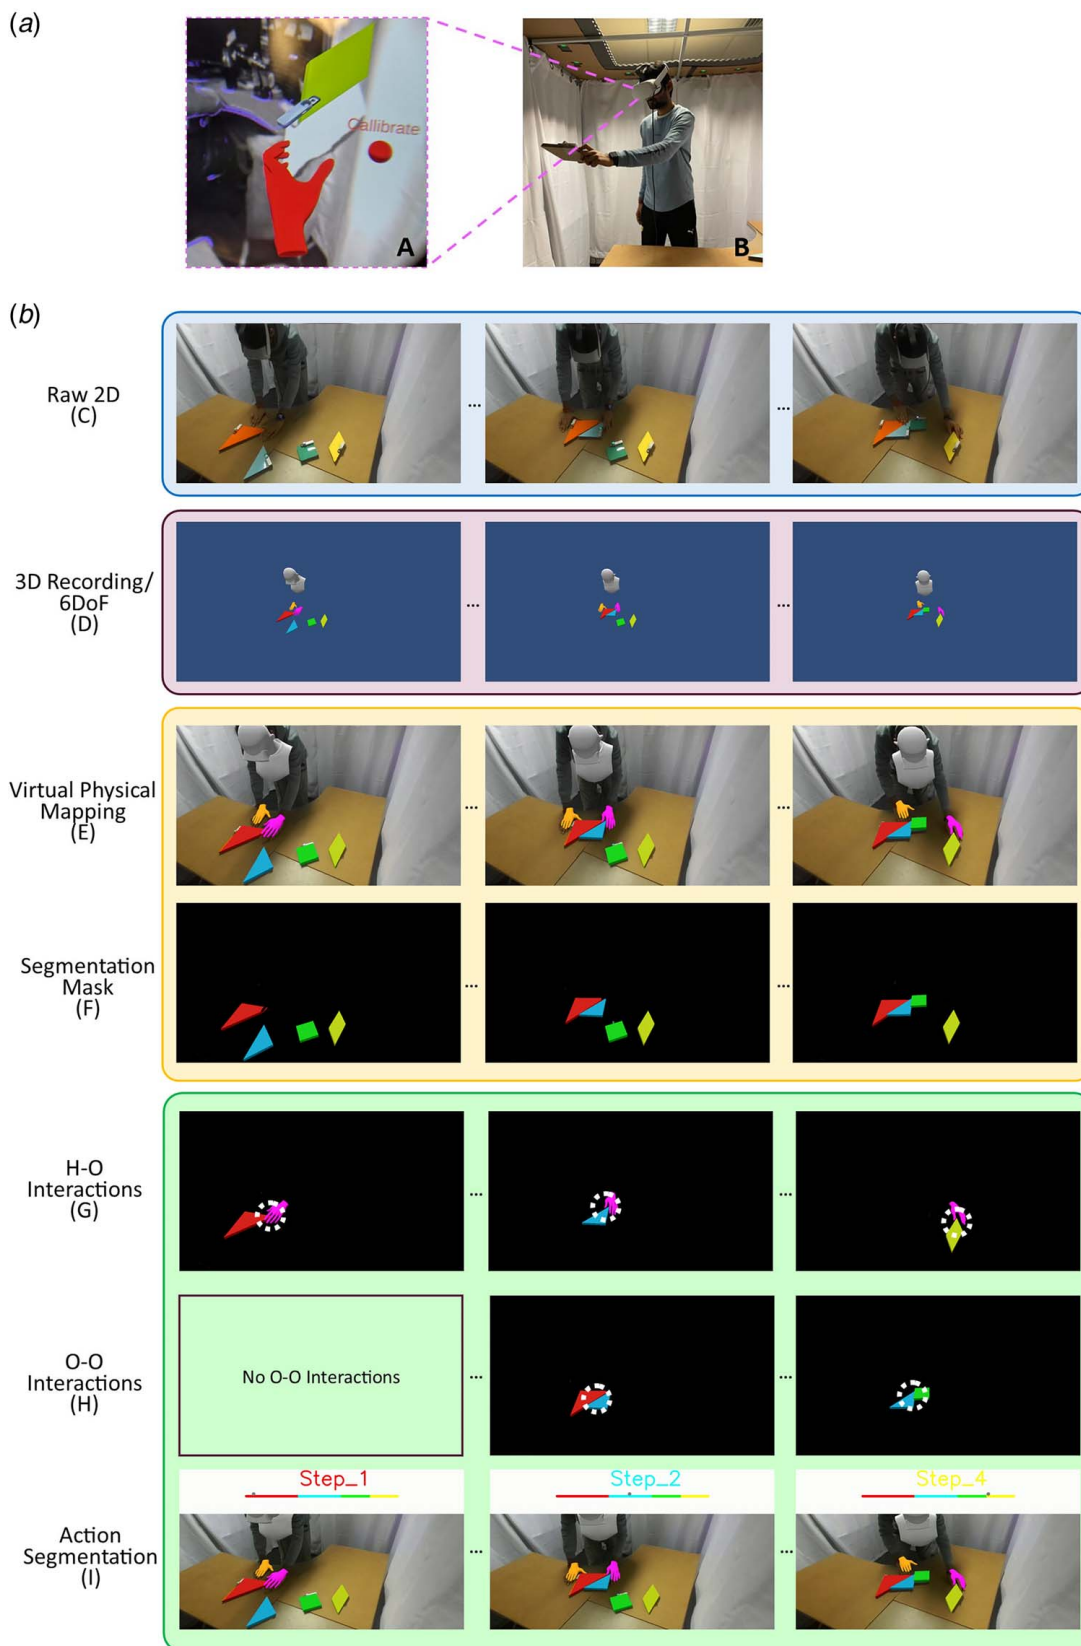 (a)
Callibrate
A
B
(b)
Raw 2D
(C)
...
...
3D Recording/
6DoF
(D)
...
...
Virtual Physical
Mapping
(E)
...
...
Segmentation
Mask
(F)
...
...
H-O
Interactions
(G)
...
...
O-O
Interactions
(H)
No O-O Interactions
...
...
Step_1
Step_2
Step_4
Action
Segmentation
(I)
...
...